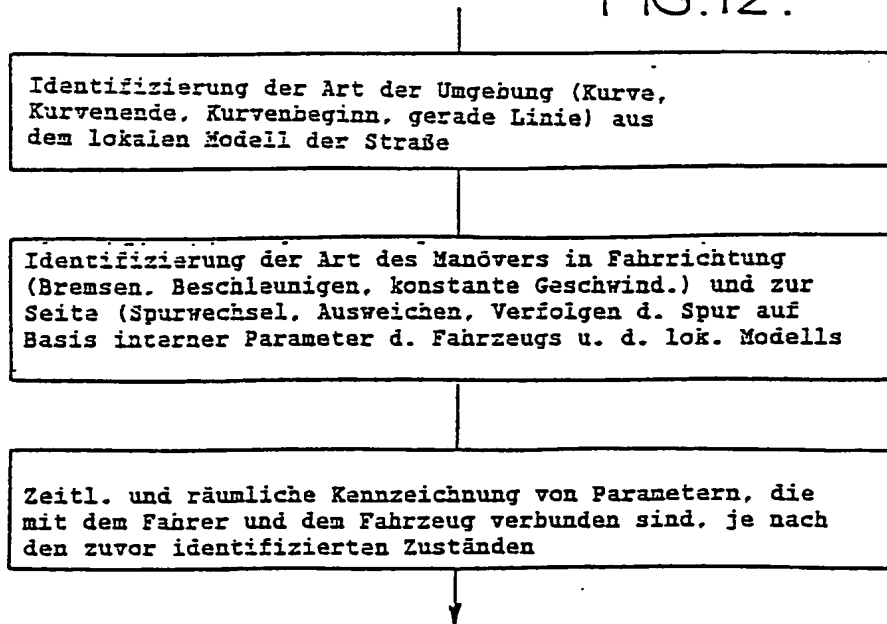 FIG.12.
Identifizierung der Art der Umgebung (Kurve,
Kurvenende, Kurvenbeginn, gerade Linie) aus
dem lokalen Modell der Straße
Identifizierung der Art des Manövers in Fahrrichtung
(Bremsen. Beschleunigen, konstante Geschwind.) und zur
Seite (Spurwechsel, Ausweichen, Verfolgen d. Spur auf
Basis interner Parameter d. Fahrzeugs u. d. lok. Modells
Zeitl. und räumliche Kennzeichnung von Parametern, die
mit dem Fahrer und dem Fahrzeug verbunden sind, je nach
den zuvor identifizierten Zuständen